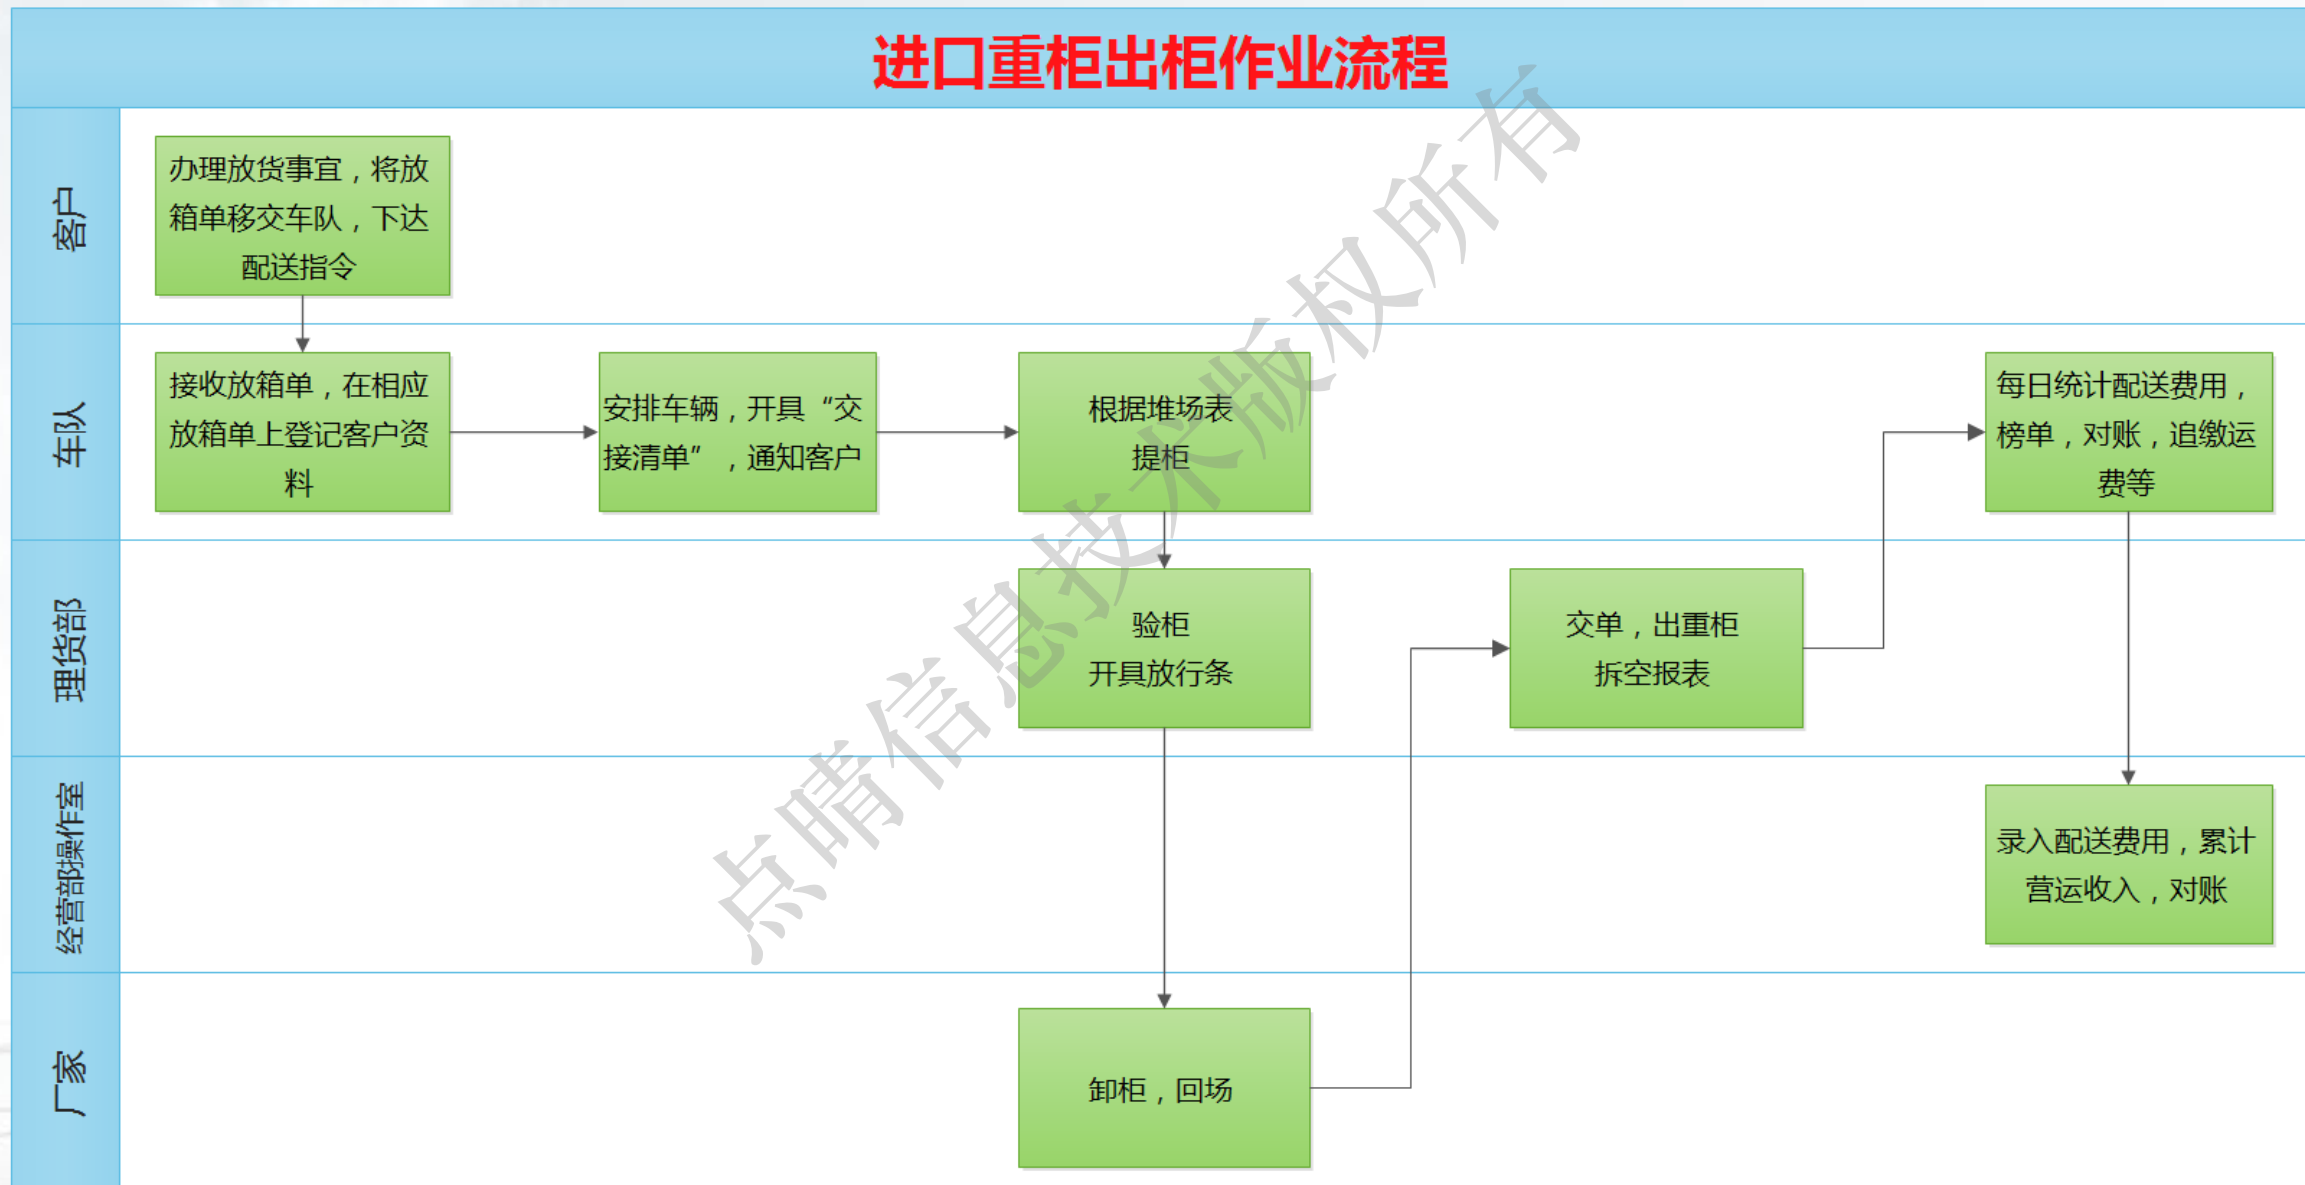 进口重柜出柜作业流程
客户
办理放货事宜，将放
箱单移交车队，下达
配送指令
车队
接收放箱单，在相应
放箱单上登记客户资
料
安排车辆，开具“交
接清单”，通知客户
根据堆场表
提柜
每日统计配送费用，
榜单，对账，追缴运
费等
理货部
验柜
开具放行条
交单，出重柜
拆空报表
经营部操作室
录入配送费用，累计
营运收入，对账
厂家
卸柜，回场
点睛信息技术版权所有